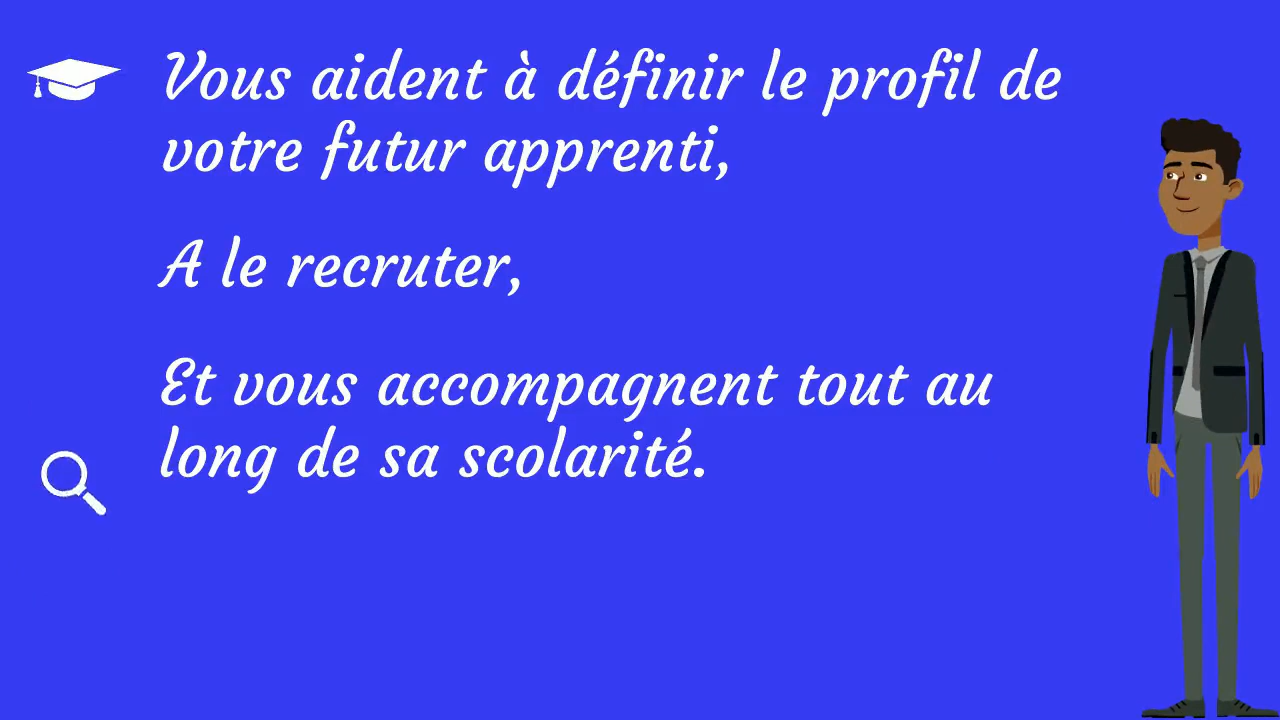 Vous aident à définir le profil de
votre futur apprenti,
A le recruter,
Et vous accompagnent tout au
long de sa scolarité.